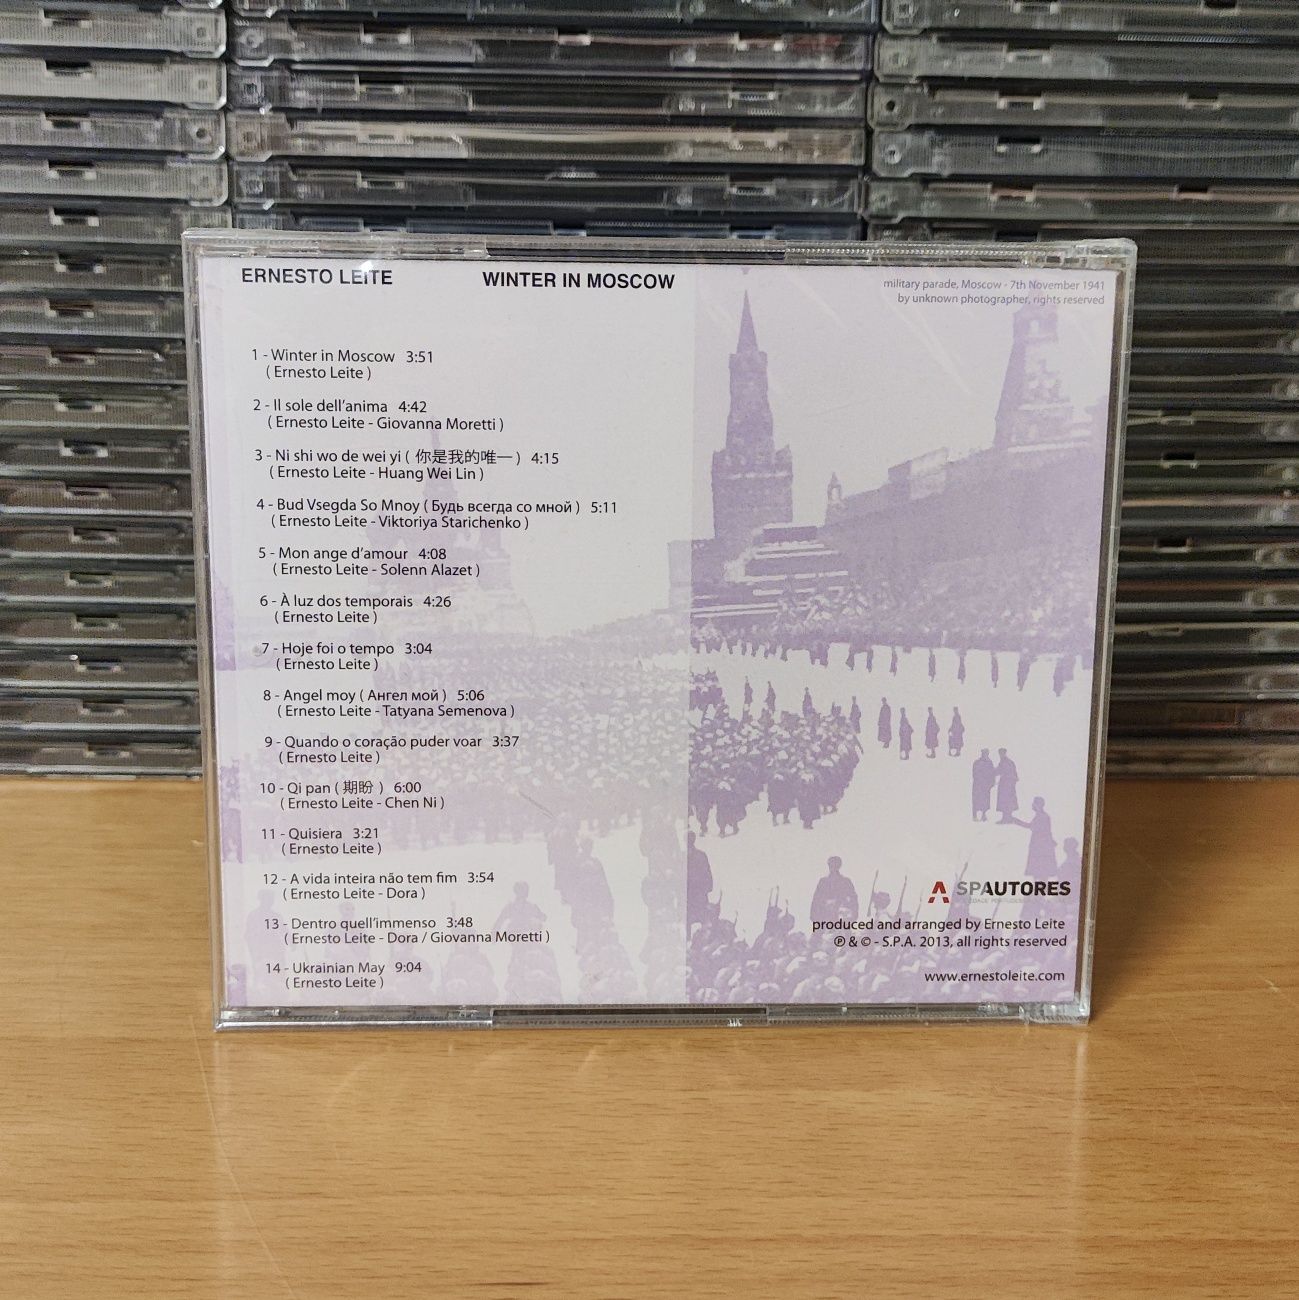 ERNESTO LEITE
WINTER IN MOSCOW
military parade, Moscow - 7th November 1941
by unknown photographer, rights reserved
1 - Winter in Moscow 3:51
( Ernesto Leite )
2 - Il sole dell'anima 4:42
( Ernesto Leite - Giovanna Moretti )
3 - Ni shi wo de wei yi ( 你是我的唯一 ) 4:15
( Ernesto Leite - Huang Wei Lin )
4 - Bud Vsegda So Mnoy ( Будь всегда со мной ) 5:11
( Ernesto Leite - Viktoriya Starichenko )
5 - Mon ange d'amour 4:08
( Ernesto Leite - Solenn Alazet )
6 - À luz dos temporais 4:26
( Ernesto Leite )
7 - Hoje foi o tempo 3:04
( Ernesto Leite )
8 - Angel moy ( Ангел мой ) 5:06
( Ernesto Leite - Tatyana Semenova )
9 - Quando o coração puder voar 3:37
( Ernesto Leite )
10 - Qi pan ( 期盼 ) 6:00
( Ernesto Leite - Chen Ni )
11 - Quisiera 3:21
( Ernesto Leite )
12 - A vida inteira não tem fim 3:54
( Ernesto Leite - Dora )
13 - Dentro quell'immenso 3:48
( Ernesto Leite - Dora / Giovanna Moretti )
14 - Ukrainian May 9:04
( Ernesto Leite )
SPAUTORES
produced and arranged by Ernesto Leite
℗ & © - S.P.A. 2013, all rights reserved
www.ernestoleite.com